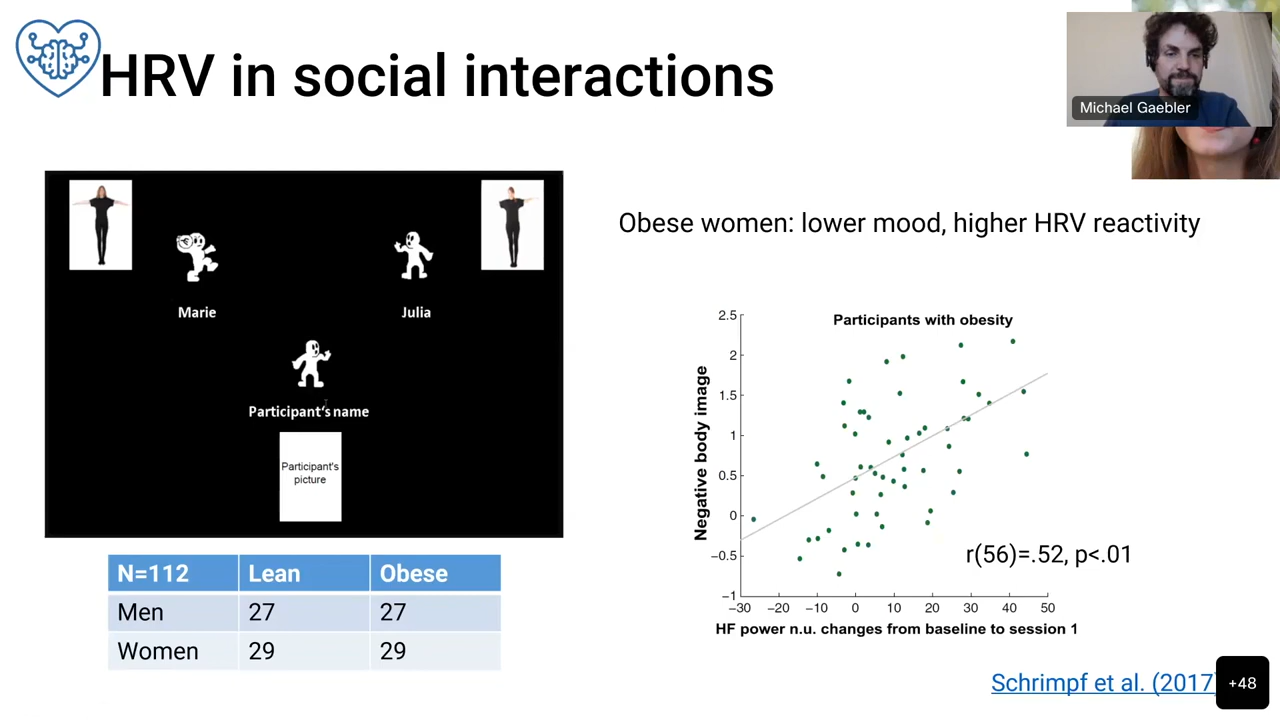 HRV in social interactions
Michael Gaebler
Marie
Julia
Participant's name
Participant's
picture
Obese women: lower mood, higher HRV reactivity
Participants with obesity
Negative body image
2.5
2
1.5
1
0.5
0
−0.5
−1
−30 −20 −10 0 10 20 30 40 50
HF power n.u. changes from baseline to session 1
r(56)=.52, p<.01
N=112 Lean Obese
Men 27 27
Women 29 29
Schrimpf et al. (2017
+48